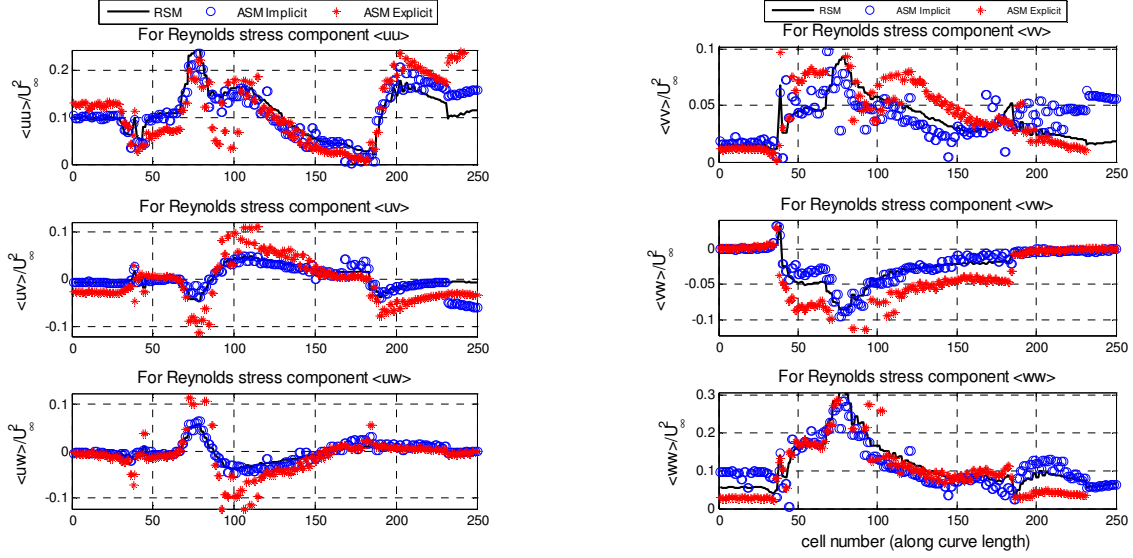 RSM ASM Implicit ASM Explicit
For Reynolds stress component <uu>
<uu>/U²∞
0.2
0.10
0
0 50 100 150 200 250
For Reynolds stress component <uv>
<uv>/U²∞
0.1
0
-0.1
0 50 100 150 200 250
For Reynolds stress component <uw>
<uw>/U²∞
0.1
0
-0.1
0 50 100 150 200 250
RSM ASM Implicit ASM Explicit
For Reynolds stress component <vv>
<vv>/U²∞
0.1
0.05
0
0 50 100 150 200 250
For Reynolds stress component <vw>
<vw>/U²∞
0
-0.05
-0.1
0 50 100 150 200 250
For Reynolds stress component <ww>
<ww>/U²∞
0.3
0.2
0.1
0
0 50 100 150 200 250
cell number (along curve length)